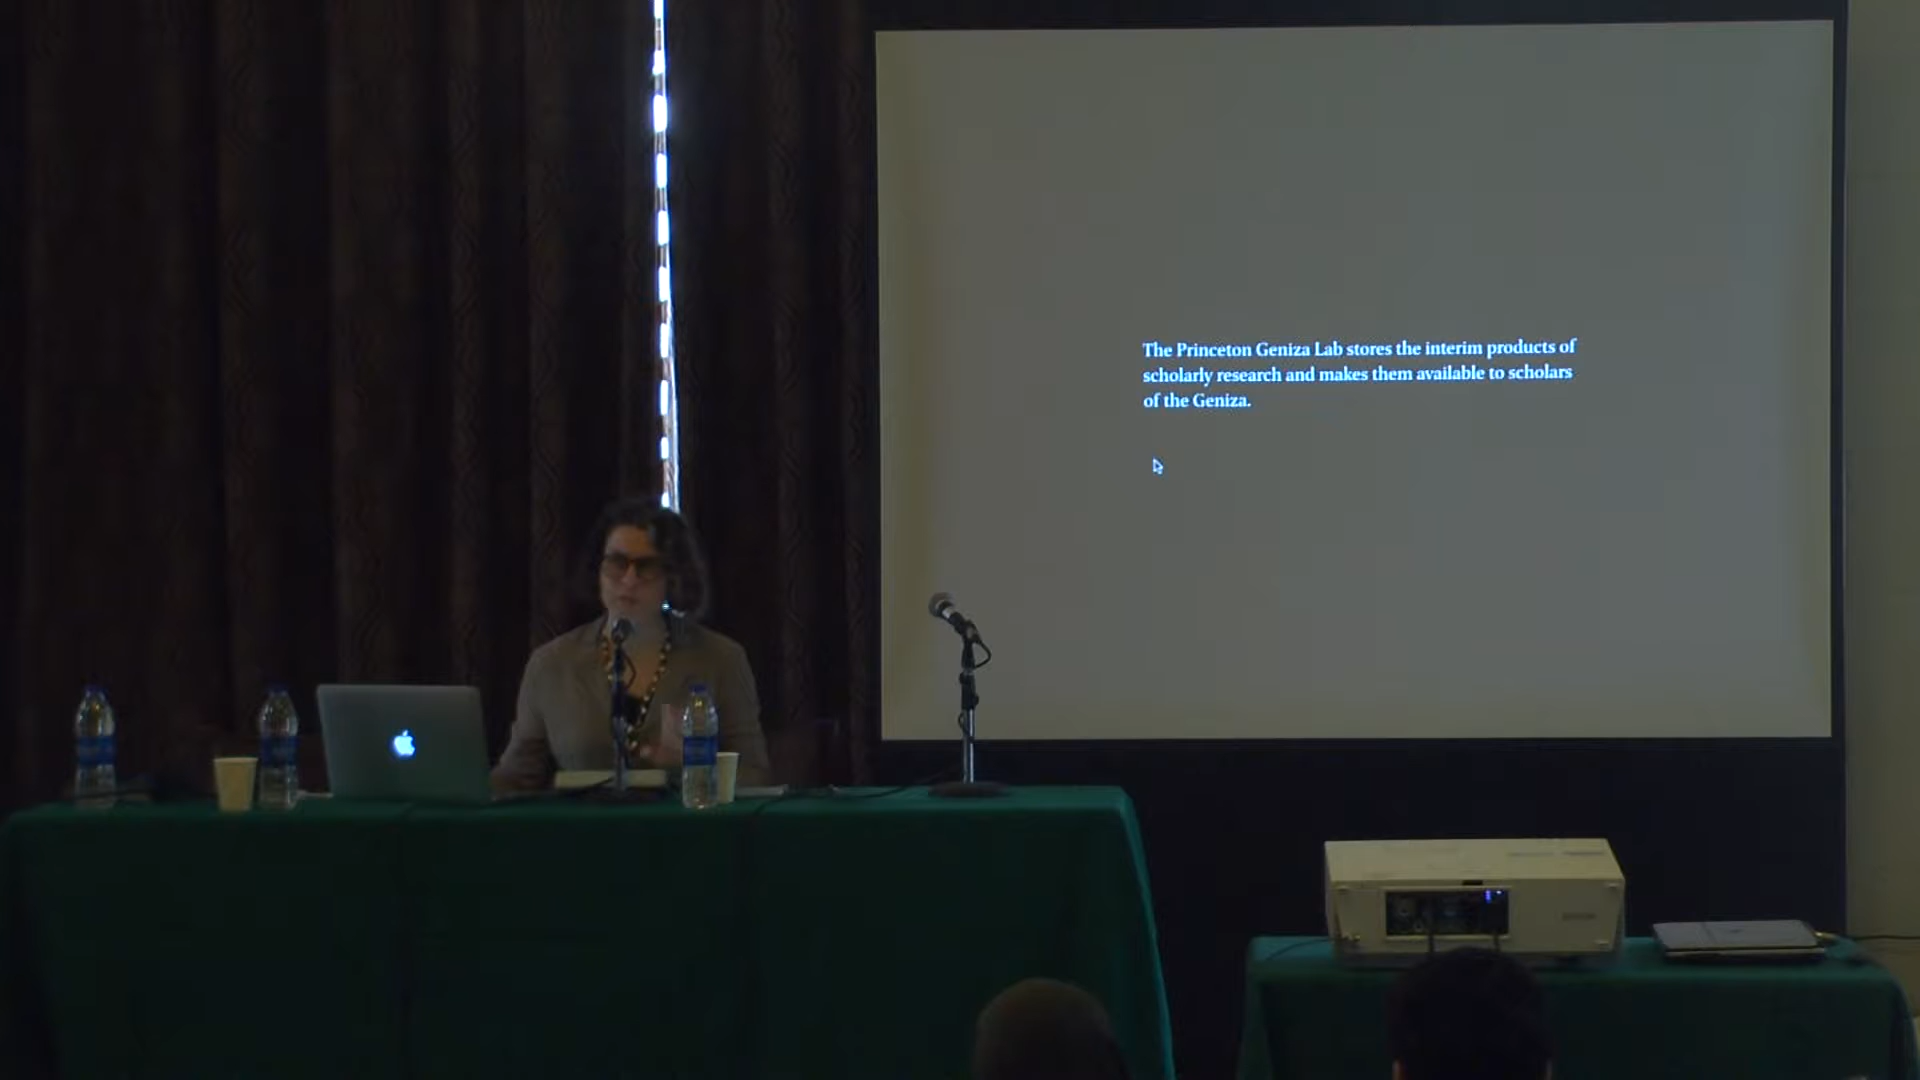 The Princeton Geniza Lab stores the interim products of
scholarly research and makes them available to scholars
of the Geniza.